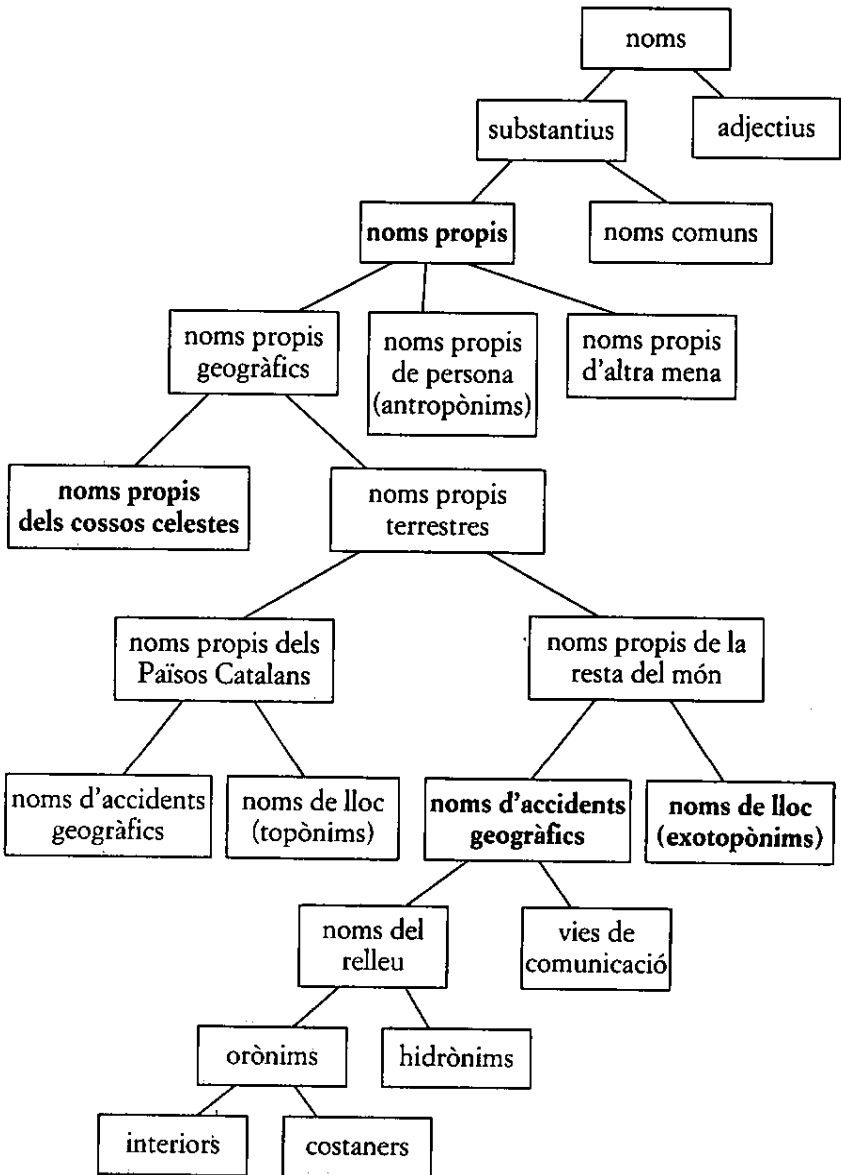 noms
substantius
adjectius
noms propis
noms comuns
noms propis
geogràfics
noms propis
de persona
(antropònims)
noms propis
d'altra mena
noms propis
dels cossos celestes
noms propis
terrestres
noms propis dels
Països Catalans
noms propis de la
resta del món
noms d'accidents
geogràfics
noms de lloc
(topònims)
noms d'accidents
geogràfics
noms de lloc
(exotopònims)
noms del
relleu
vies de
comunicació
orònims
hidrònims
interiors
costaners